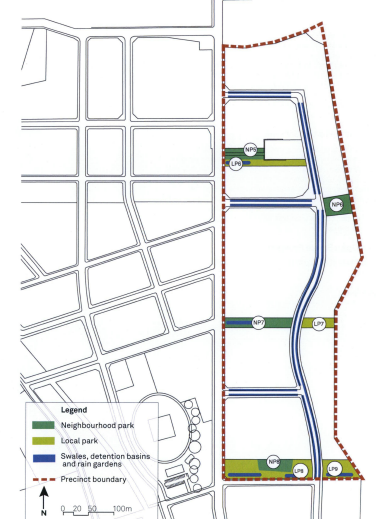 NP5
LP6
NP6
NP7
LP7
NP8
LP8
LP9
Legend
Neighbourhood park
Local park
Swales, detention basins
and rain gardens
Precinct boundary
N
0 20 50 100m